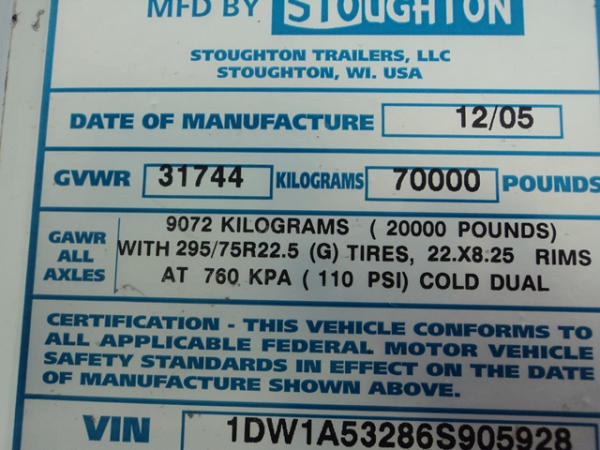 MFD BY STOUGHTON
STOUGHTON TRAILERS, LLC
STOUGHTON, WI. USA
DATE OF MANUFACTURE 12/05
GVWR 31744 KILOGRAMS 70000 POUNDS
GAWR ALL AXLES
9072 KILOGRAMS ( 20000 POUNDS)
WITH 295/75R22.5 (G) TIRES, 22.X8.25 RIMS
AT 760 KPA ( 110 PSI) COLD DUAL
CERTIFICATION - THIS VEHICLE CONFORMS TO
ALL APPLICABLE FEDERAL MOTOR VEHICLE
SAFETY STANDARDS IN EFFECT ON THE DATE
OF MANUFACTURE SHOWN ABOVE.
VIN 1DW1A53286S905928